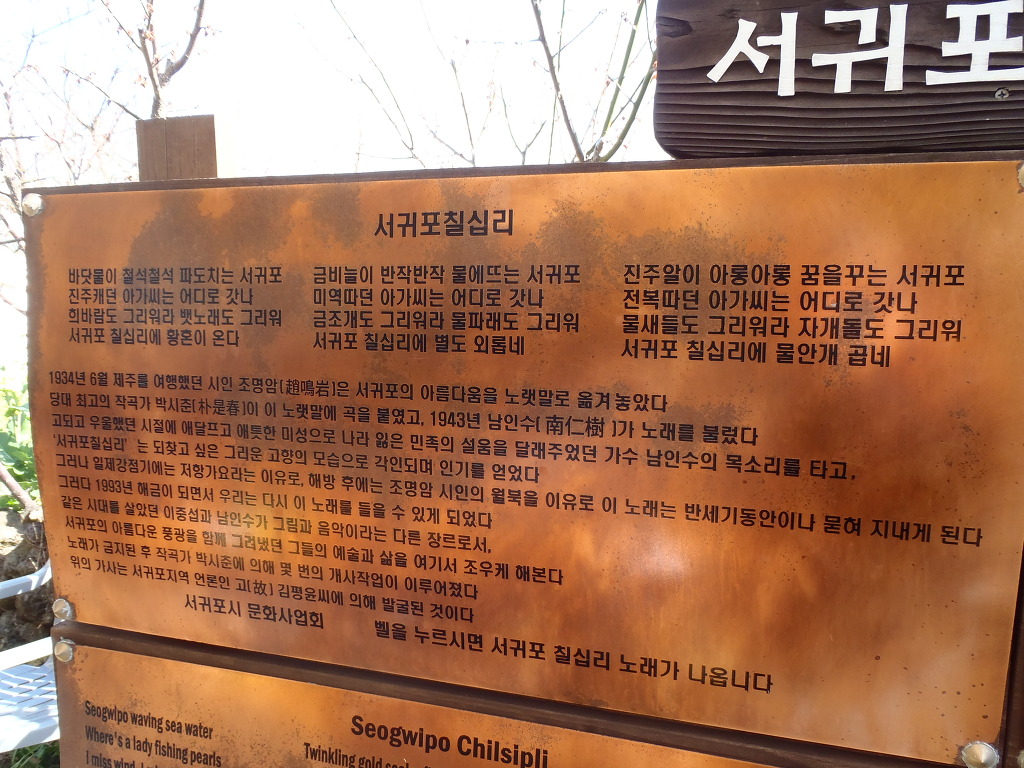 서귀포
서귀포칠십리
바닷물이 철석철석 파도치는 서귀포
진주캐던 아가씨는 어디로 갓나
희바람도 그리워라 뱃노래도 그리워
서귀포 칠십리에 황혼이 온다
금비늘이 반작반작 물에뜨는 서귀포
미역따던 아가씨는 어디로 갓나
금조개도 그리워라 물파래도 그리워
서귀포 칠십리에 별도 외롭네
진주알이 아롱아롱 꿈을꾸는 서귀포
전복따던 아가씨는 어디로 갓나
물새들도 그리워라 자개돌도 그리워
서귀포 칠십리에 물안개 곱네
1934년 6월 제주를 여행했던 시인 조명암(趙鳴岩)은 서귀포의 아름다움을 노랫말로 옮겨놓았다
당대 최고의 작곡가 박시춘(朴是春)이 이 노랫말에 곡을 붙였고, 1943년 남인수( 南仁樹 )가 노래를 불렀다
고되고 우울했던 시절에 애달프고 애틋한 미성으로 나라 잃은 민족의 설움을 달래주었던 가수 남인수의 목소리를 타고,
‘서귀포칠십리’ 는 되찾고 싶은 그리운 고향의 모습으로 각인되며 인기를 얻었다
그러나 일제강점기에는 저항가요라는 이유로, 해방 후에는 조명암 시인의 월북을 이유로 이 노래는 반세기동안이나 묻혀 지내게 된다
그러다 1993년 해금이 되면서 우리는 다시 이 노래를 들을 수 있게 되었다
같은 시대를 살았던 이중섭과 남인수가 그림과 음악이라는 다른 장르로서,
서귀포의 아름다운 풍광을 함께 그려냈던 그들의 예술과 삶을 여기서 조우케 해본다
노래가 금지된 후 작곡가 박시춘에 의해 몇 번의 개사작업이 이루어졌다
위의 가사는 서귀포지역 언론인 고(故) 김평윤씨에 의해 발굴된 것이다
서귀포시 문화사업회
벨을 누르시면 서귀포 칠십리 노래가 나옵니다
Seogwipo Chilsipli
Seogwipo waving sea water
Where's a lady fishing pearls
I miss wind,
Twinkling gold